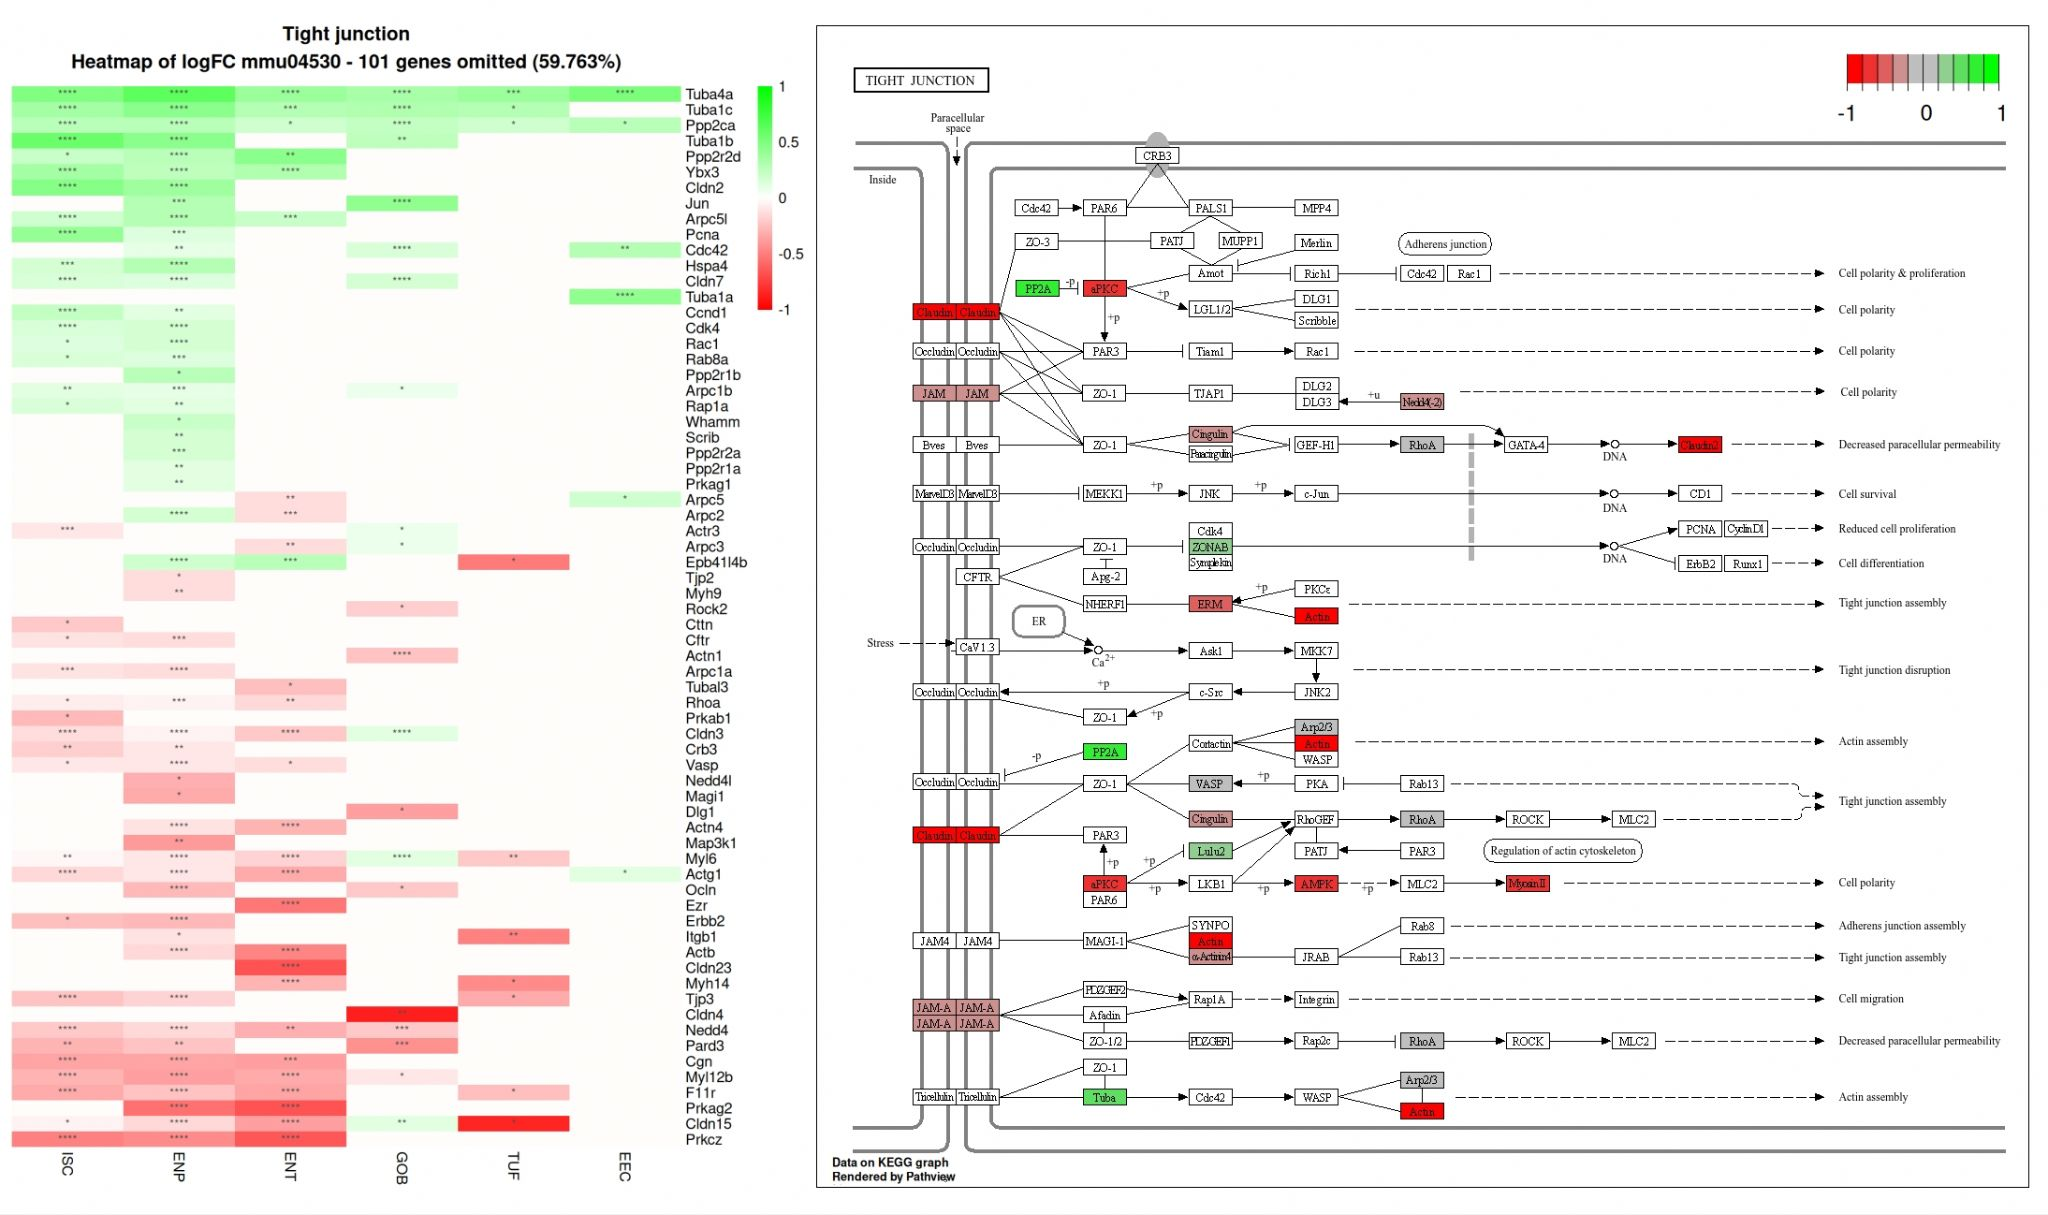 Tight junction
Heatmap of logFC mmu04530 - 101 genes omitted (59.763%)
**** **** **** **** *** **** Tuba4a
**** **** *** **** * Tuba1c
**** **** * **** * * Ppp2ca
**** **** ** Tuba1b
* **** ** Ppp2r2d
**** **** **** Ybx3
**** **** Cldn2
*** **** Jun
**** **** *** Arpc5l
**** *** Pcna
** **** ** Cdc42
*** **** Hspa4
**** **** **** Cldn7
**** Tuba1a
**** ** Ccnd1
**** **** Cdk4
* **** Rac1
* *** Rab8a
* Ppp2r1b
** *** * Arpc1b
* ** Rap1a
* Whamm
** Scrib
*** Ppp2r2a
** Ppp2r1a
** Prkag1
** * Arpc5
**** *** Arpc2
*** * Actr3
** * Arpc3
**** *** * Epb41l4b
* Tjp2
** Myh9
* Rock2
* Cttn
* *** Cftr
**** Actn1
*** **** Arpc1a
* Tubal3
* *** ** Rhoa
* Prkab1
**** **** **** **** Cldn3
** ** Crb3
* **** * Vasp
* Nedd4l
* Magi1
* Dlg1
**** **** Actn4
** Map3k1
** **** **** **** ** Myl6
**** **** **** * Actg1
**** * Ocln
**** Ezr
* **** Erbb2
* ** Itgb1
**** **** Actb
**** Cldn23
**** * Myh14
**** **** * Tjp3
** Cldn4
**** **** ** *** Nedd4
** ** *** Pard3
**** **** *** Cgn
**** **** **** * Myl12b
**** **** **** * F11r
**** **** Prkag2
* **** **** ** * Cldn15
**** **** **** Prkcz
ISC ENP ENT GOB TUF EEC
1
0.5
0
-0.5
-1
TIGHT JUNCTION
-1 0 1
Paracellular
space
CRB3
Inside
Cdc42 PAR6 PALS1 MPP4
ZO-3 PATJ MUPP1 Merlin Adherens junction
Amot Rich1 Cdc42 Rac1 Cell polarity & proliferation
PP2A -p aPKC +p
LGL1/2 DLG1 Scribble Cell polarity
Claudin Claudin +p
Occludin Occludin PAR3 Tiam1 Rac1 Cell polarity
JAM JAM ZO-1 TJAP1 DLG2 DLG3 +u Nedd4(-2) Cell polarity
Bves Bves ZO-1 Cingulin Paracingulin GEF-H1 RhoA GATA-4 DNA Claudin2 Decreased paracellular permeability
MarvelD3 MarvelD3 MEKK1 +p JNK +p c-Jun DNA CD1 Cell survival
Cdk4 PCNA CyclinD1 Reduced cell proliferation
Occludin Occludin ZO-1 ZONAB DNA
Symplekin ErbB2 Runx1 Cell differentiation
CFTR Apg-2
NHERF1 ERM +p PKCε Tight junction assembly
Actin
ER
Stress CaV1.3 Ca2+ Ask1 MKK7
Tight junction disruption
Occludin Occludin +p c-Src JNK2
ZO-1 +p
Arp2/3
PP2A Cortactin Actin Actin assembly
-p WASP
Occludin Occludin ZO-1 VASP +p PKA Rab13
Tight junction assembly
Cingulin RhoGEF RhoA ROCK MLC2
Claudin Claudin PAR3
+p +p Lulu2 PATJ PAR3 Regulation of actin cytoskeleton
aPKC +p LKB1 +p AMPK +p MLC2 Myosin II Cell polarity
PAR6
SYNPO Rab8 Adherens junction assembly
JAM4 JAM4 MAGI-1 Actin
α-Actinin4 JRAB Rab13 Tight junction assembly
PDZGEF2
JAM-A JAM-A Rap1A Integrin Cell migration
JAM-A JAM-A Afadin
ZO-1/2 PDZGEF1 Rap2c RhoA ROCK MLC2 Decreased paracellular permeability
ZO-1
Arp2/3
Tricellulin Tricellulin Tuba Cdc42 WASP Actin assembly
Actin
Data on KEGG graph
Rendered by Pathview